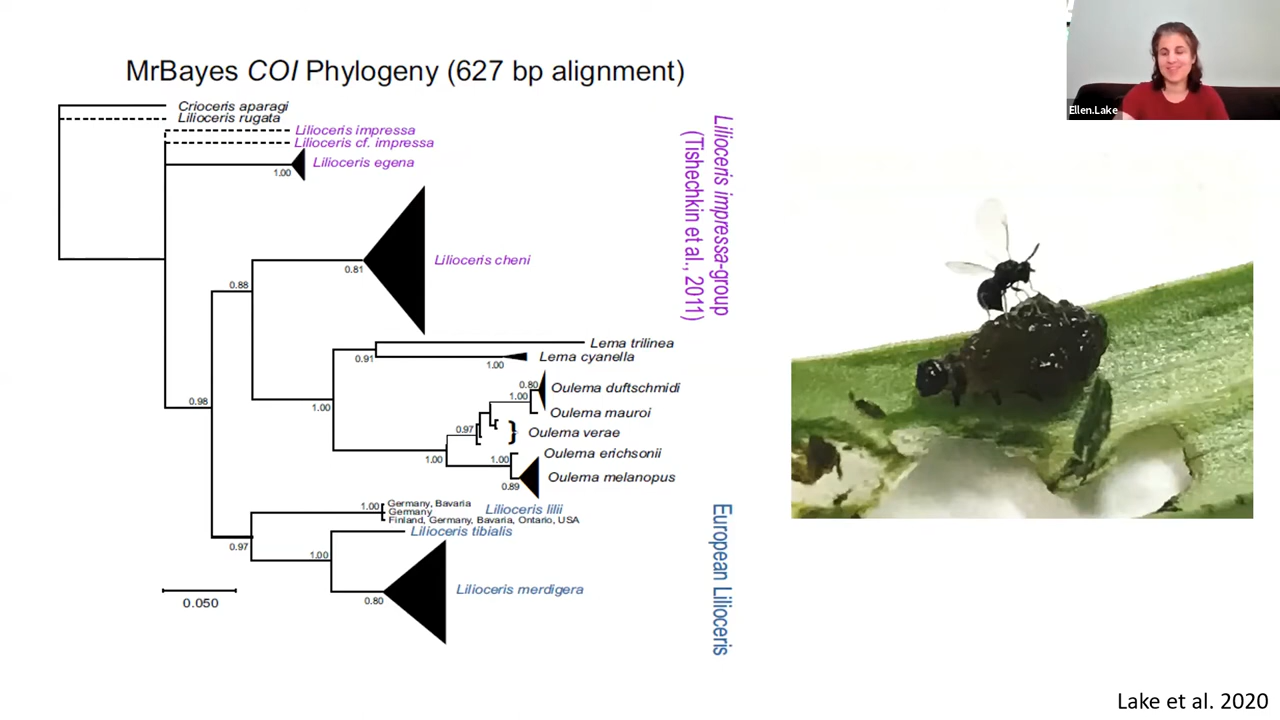 MrBayes COI Phylogeny (627 bp alignment)
Crioceris aparagi
Lilioceris rugata
Lilioceris impressa
Lilioceris cf. impressa
Lilioceris egena
1.00
Lilioceris cheni
0.81
0.88
Lema trilinea
0.91
Lema cyanella
1.00
0.80
Oulema duftschmidi
1.00
Oulema mauroi
0.98
1.00
0.97
Oulema verae
1.00
1.00
Oulema erichsonii
0.89
Oulema melanopus
1.00
Germany, Bavaria
Germany
Lilioceris lilii
Finland, Germany, Bavaria, Ontario, USA
Lilioceris tibialis
0.97
1.00
0.80
Lilioceris merdigera
0.050
Lilioceris impressa-group
(Tishechkin et al., 2011)
European Lilioceris
Ellen.Lake
Lake et al. 2020